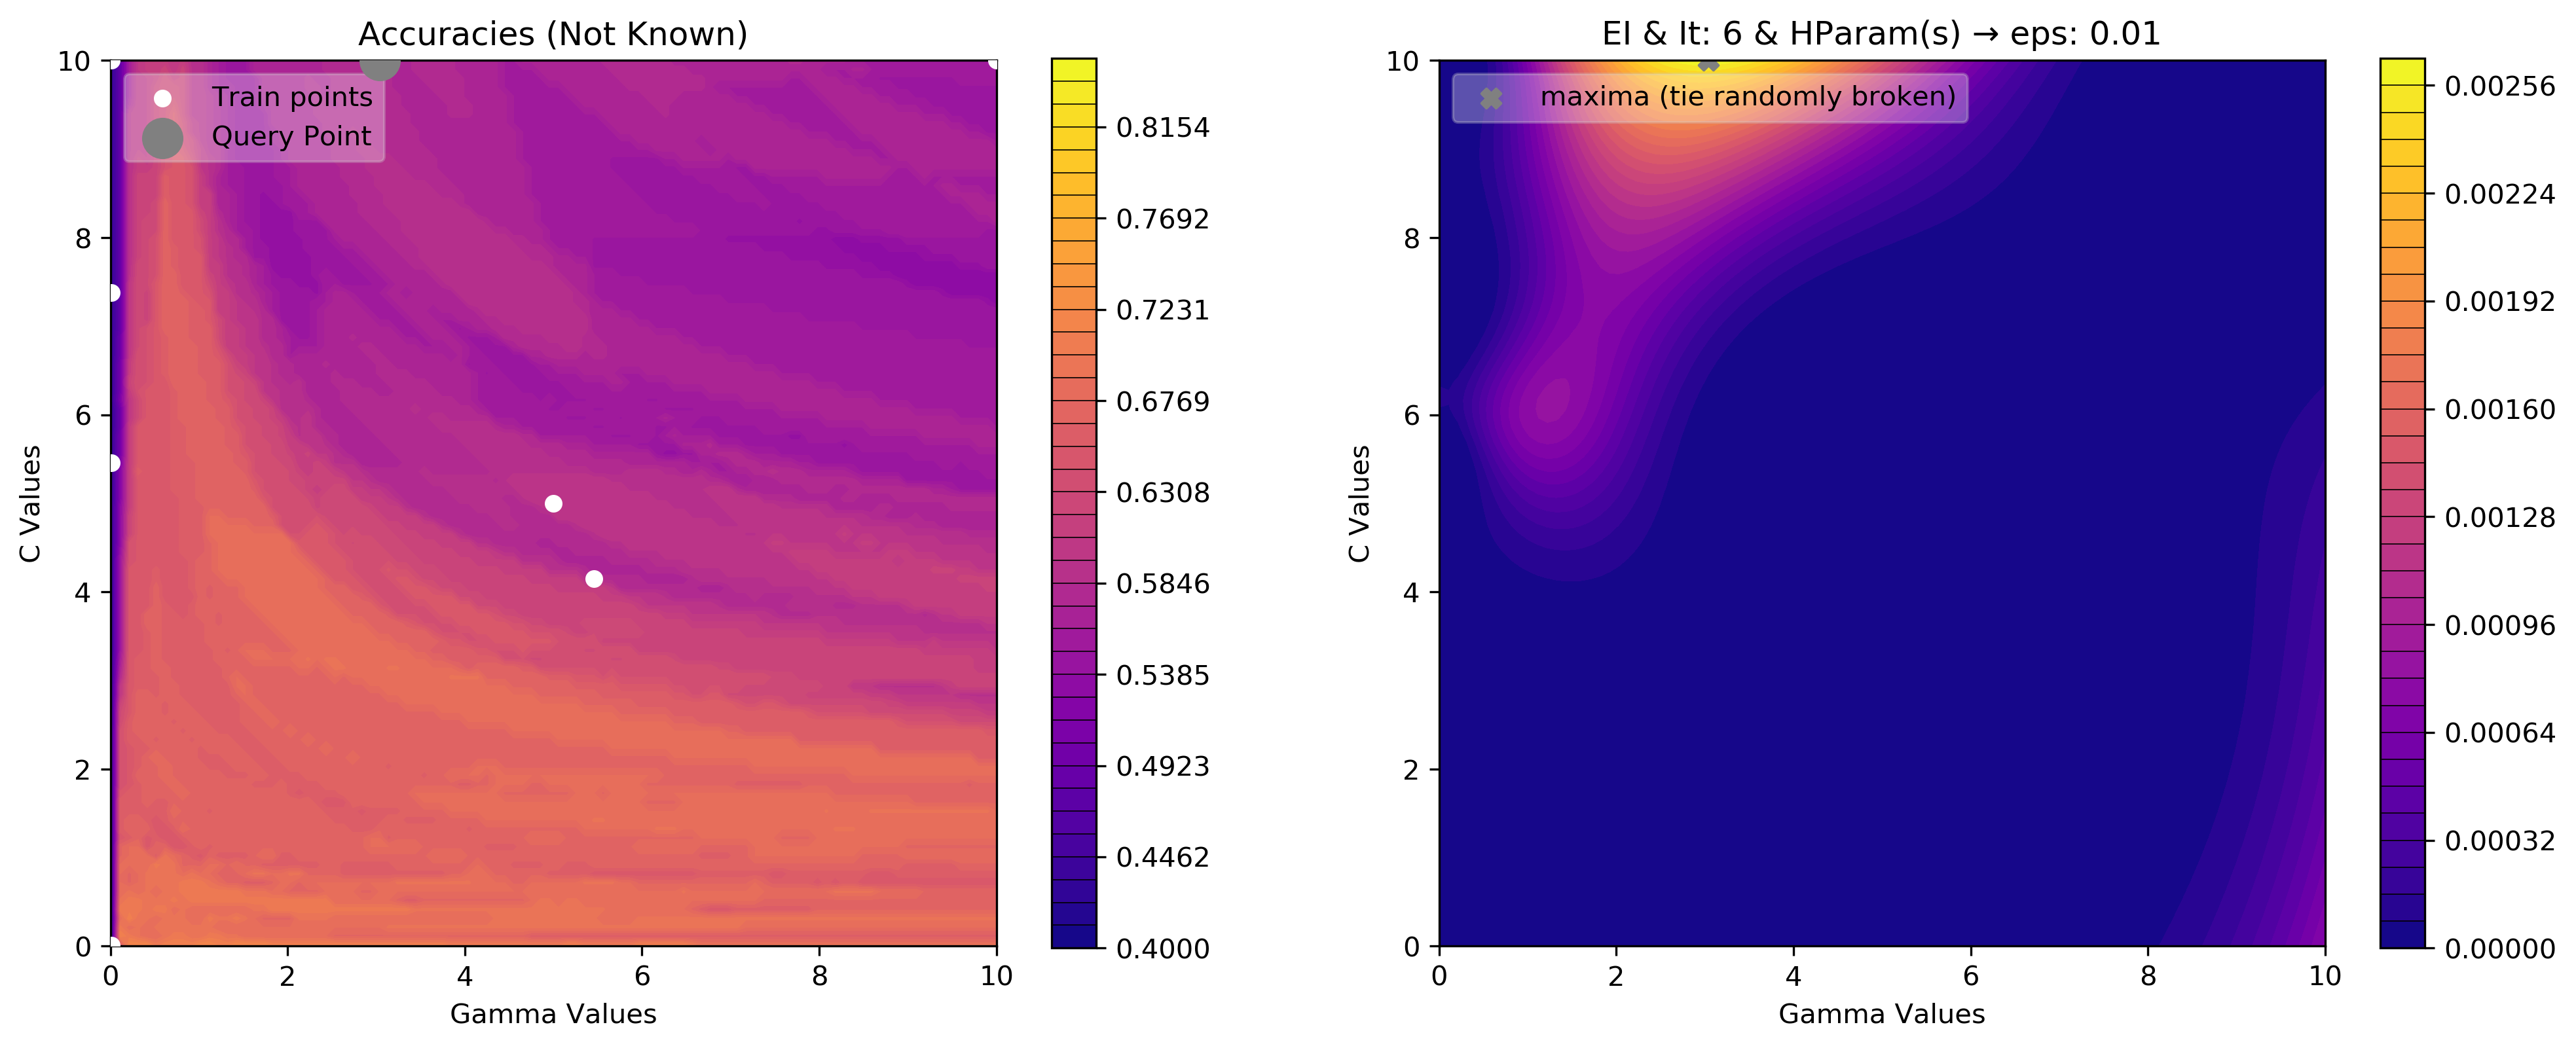 Accuracies (Not Known)
10
8
6
4
2
0
C Values
Train points
Query Point
0 2 4 6 8 10
Gamma Values
0.8154
0.7692
0.7231
0.6769
0.6308
0.5846
0.5385
0.4923
0.4462
0.4000
EI & It: 6 & HParam(s) → eps: 0.01
10
8
6
4
2
0
C Values
maxima (tie randomly broken)
0 2 4 6 8 10
Gamma Values
0.00256
0.00224
0.00192
0.00160
0.00128
0.00096
0.00064
0.00032
0.00000